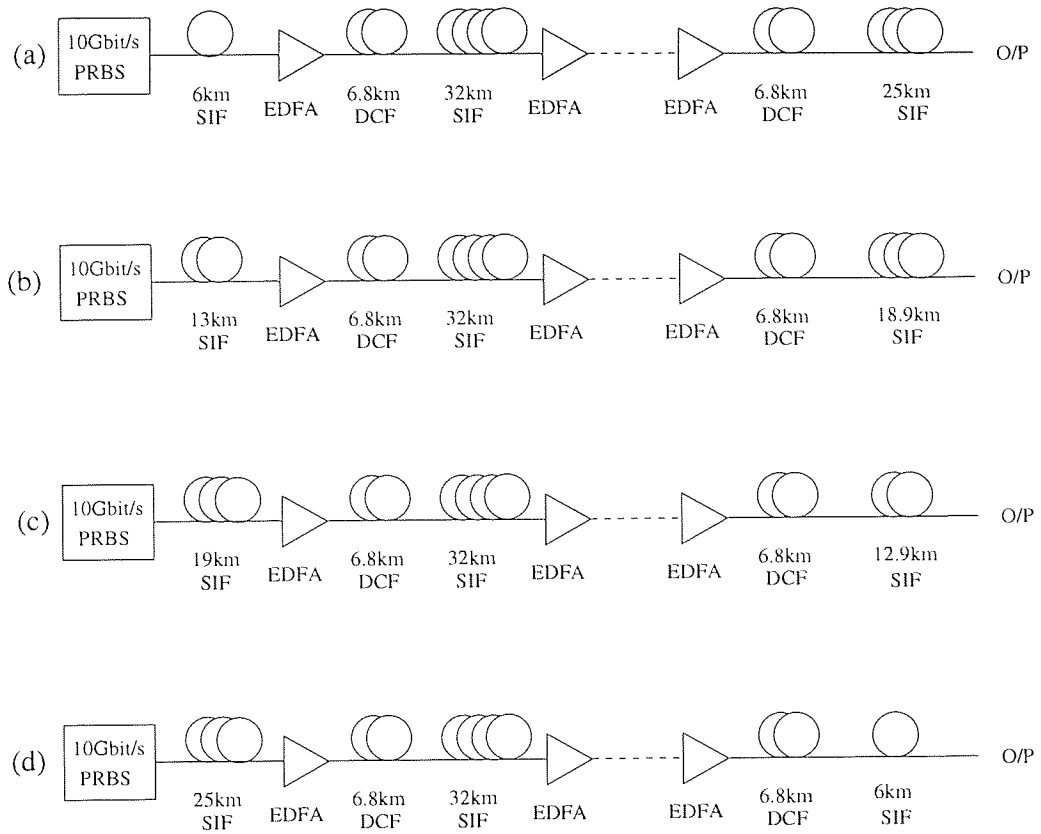 (a)
10Gbit/s
PRBS
6km
SIF
EDFA
6.8km
DCF
32km
SIF
EDFA
EDFA
6.8km
DCF
25km
SIF
O/P
(b)
10Gbit/s
PRBS
13km
SIF
EDFA
6.8km
DCF
32km
SIF
EDFA
EDFA
6.8km
DCF
18.9km
SIF
O/P
(c)
10Gbit/s
PRBS
19km
SIF
EDFA
6.8km
DCF
32km
SIF
EDFA
EDFA
6.8km
DCF
12.9km
SIF
O/P
(d)
10Gbit/s
PRBS
25km
SIF
EDFA
6.8km
DCF
32km
SIF
EDFA
EDFA
6.8km
DCF
6km
SIF
O/P